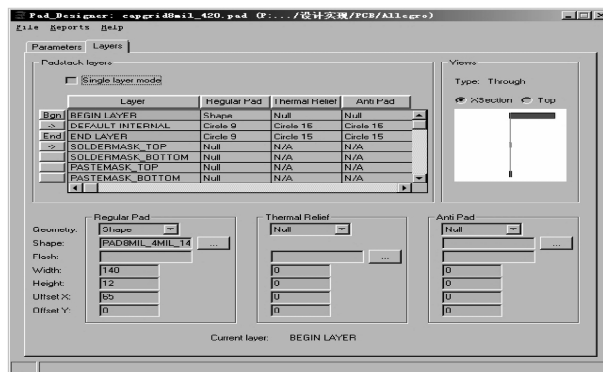 Pad_Designer: capgrid8mil_420.pad (P:.../设计实现/PCB/Allegro)
File Reports Help
Parameters Layers
Padstack layers
Single layer mode
Layer Regular Pad Thermal Relief Anti Pad
Bgn BEGIN LAYER Shape Null Null
-> DEFAULT INTERNAL Circle 9 Circle 15 Circle 15
End END LAYER Circle 9 Circle 15 Circle 15
-> SOLDERMASK_TOP Null N/A N/A
SOLDERMASK_BOTTOM Null N/A N/A
PASTEMASK_TOP Null N/A N/A
PASTEMASK_BOTTOM Null N/A N/A
Views
Type: Through
XSection Top
Regular Pad Thermal Relief Anti Pad
Geometry: Shape Null Null
Shape: PAD8MIL_4MIL_14 ... ...
Flash: ...
Width: 140 0 0
Height: 12 0 0
Offset X: 65 0 0
Offset Y: 0 0 0
Current layer: BEGIN LAYER